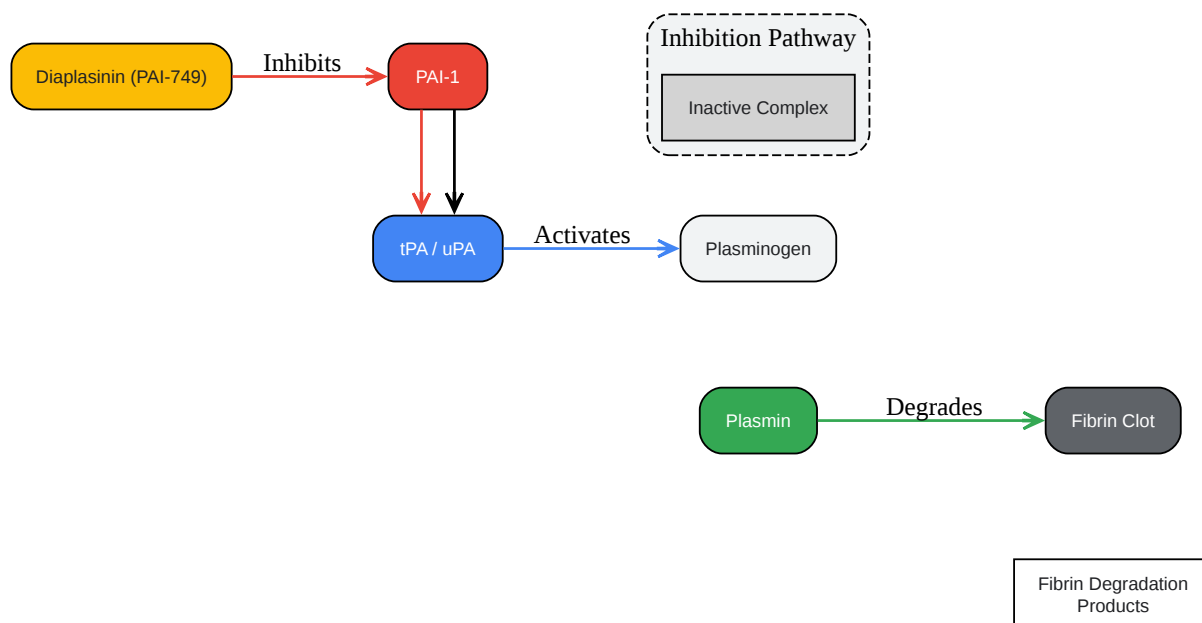 Inhibition Pathway
Diaplasinin (PAI-749)
Inhibits
PAI-1
Inactive Complex
tPA / uPA
Activates
Plasminogen
Plasmin
Degrades
Fibrin Clot
Fibrin Degradation
Products